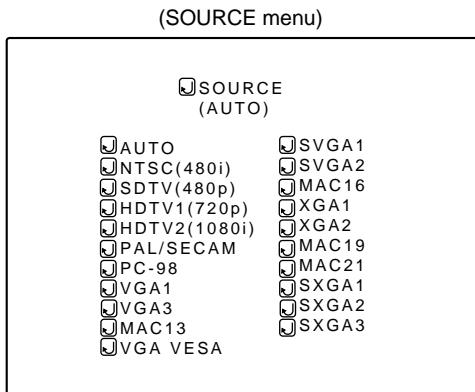 (SOURCE menu)
SOURCE
(AUTO)
AUTO
NTSC(480i)
SDTV(480p)
HDTV1(720p)
HDTV2(1080i)
PAL/SECAM
PC-98
VGA1
VGA3
MAC13
VGA VESA
SVGA1
SVGA2
MAC16
XGA1
XGA2
MAC19
MAC21
SXGA1
SXGA2
SXGA3